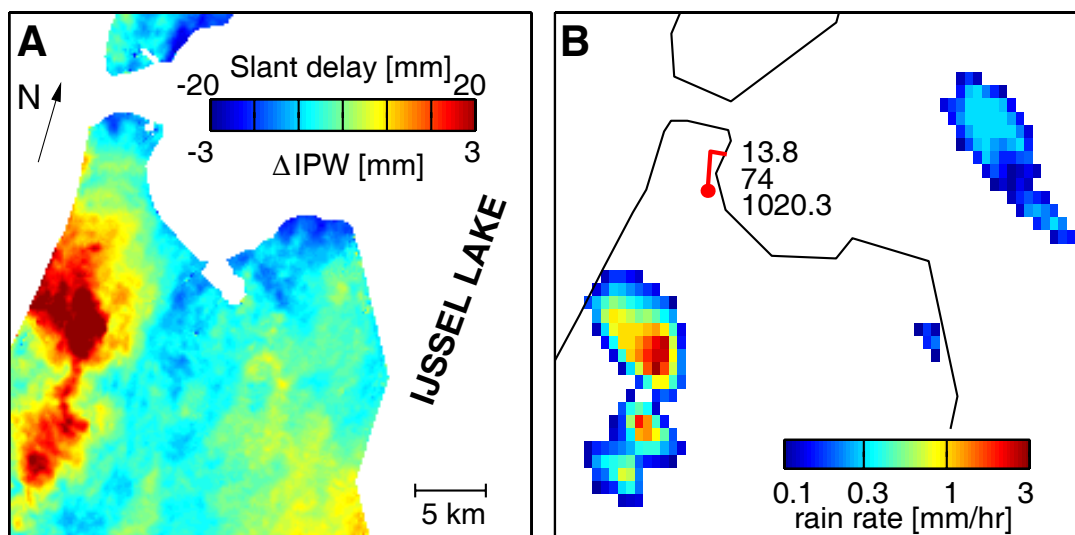 A
N
Slant delay [mm]
-20 20
-3 3
Δ IPW [mm]
IJSSEL LAKE
5 km
B
13.8
74
1020.3
0.1 0.3 1 3
rain rate [mm/hr]